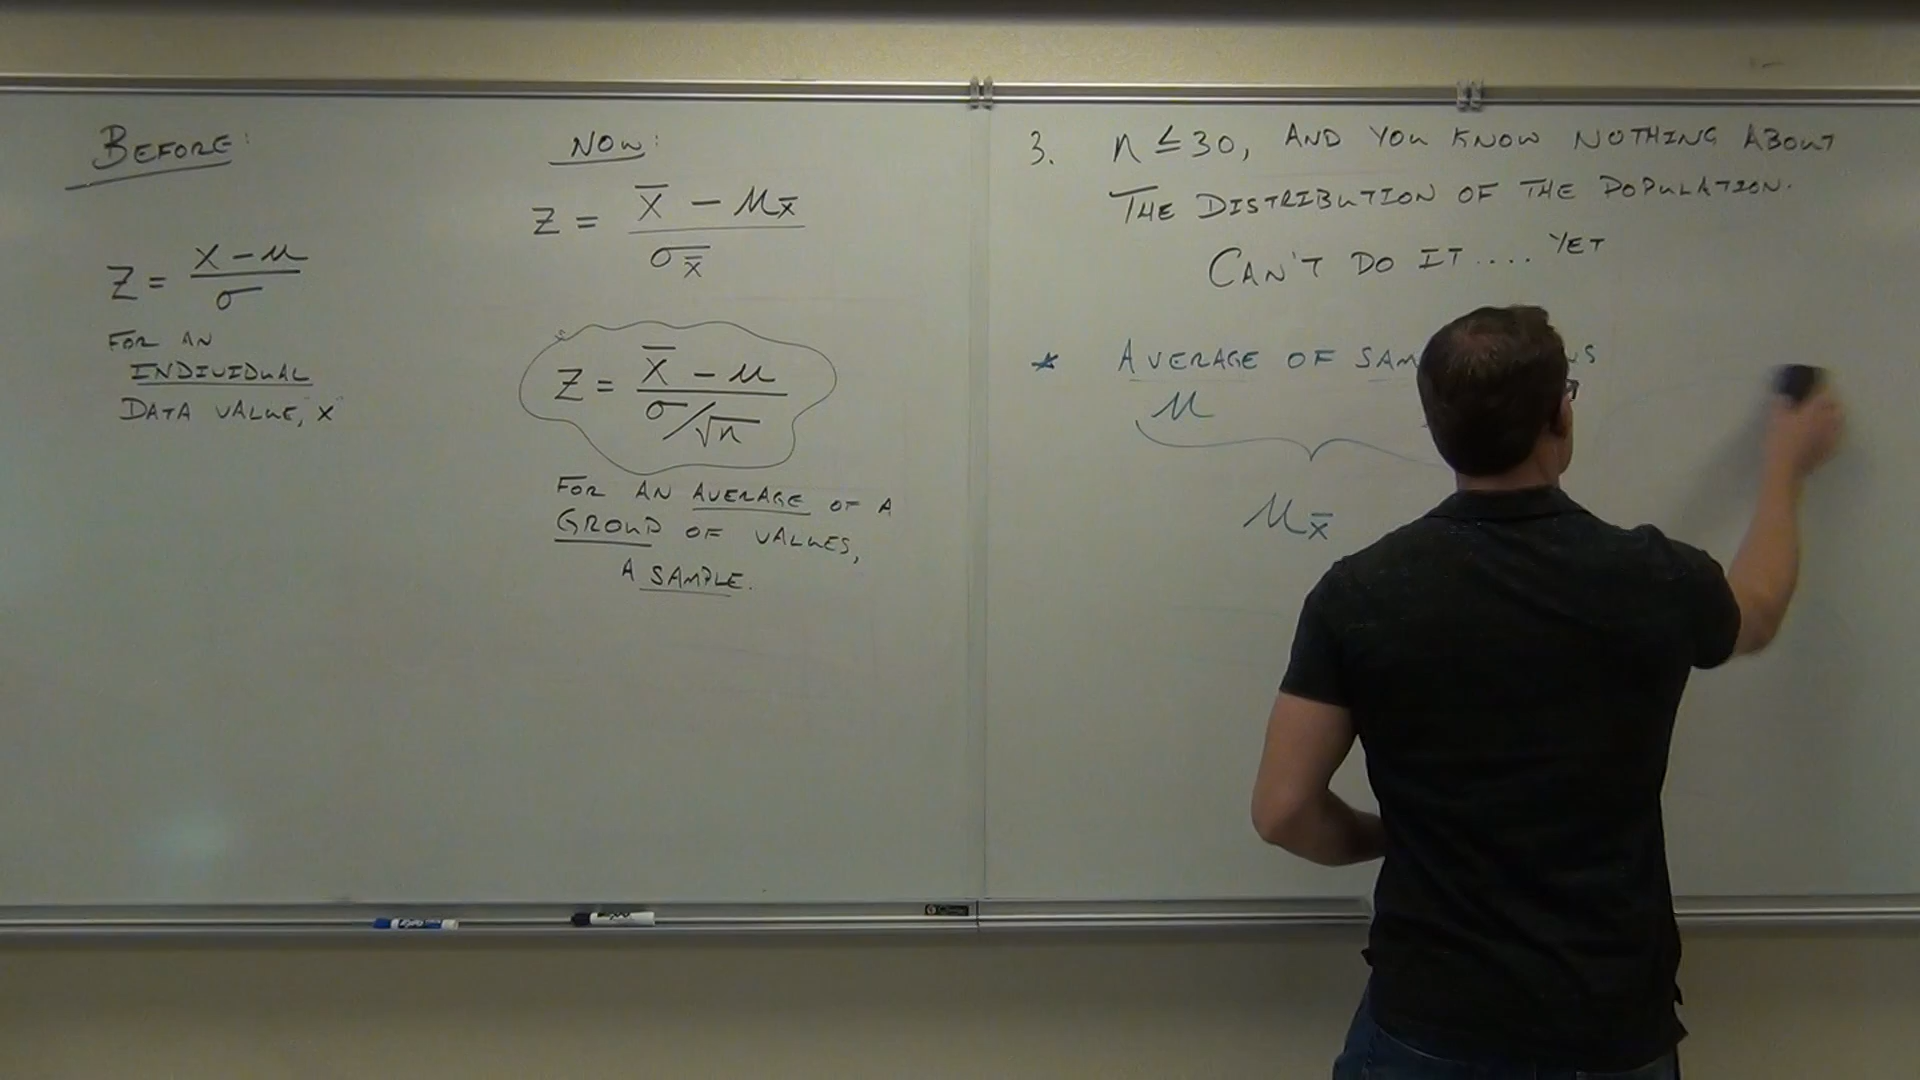 BEFORE:
Z = X - μ / σ
FOR AN
INDIVIDUAL
DATA VALUE, X
NOW:
Z = X̄ - μx̄ / σx̄
Z = X̄ - μ / σ/√n
FOR AN AVERAGE OF A
GROUP OF VALUES,
A SAMPLE.
3. n ≤ 30, AND YOU KNOW NOTHING ABOUT
THE DISTRIBUTION OF THE POPULATION.
CAN'T DO IT .... YET
* AVERAGE OF
μ
μx̄